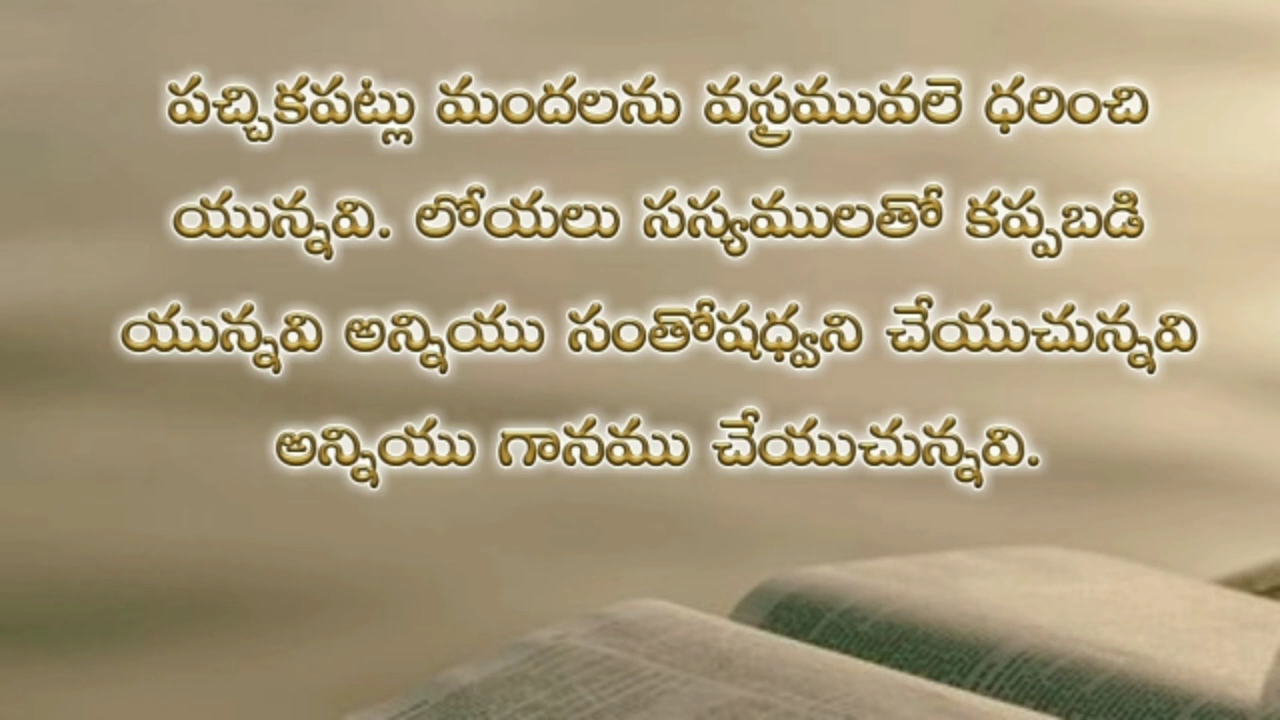 పచ్చికపట్లు మందలను వస్త్రమువలె ధరించి
యున్నవి. లోయలు సస్యములతో కప్పబడి
యున్నవి అన్నియు సంతోషధ్వని చేయుచున్నవి
అన్నియు గానము చేయుచున్నవి.